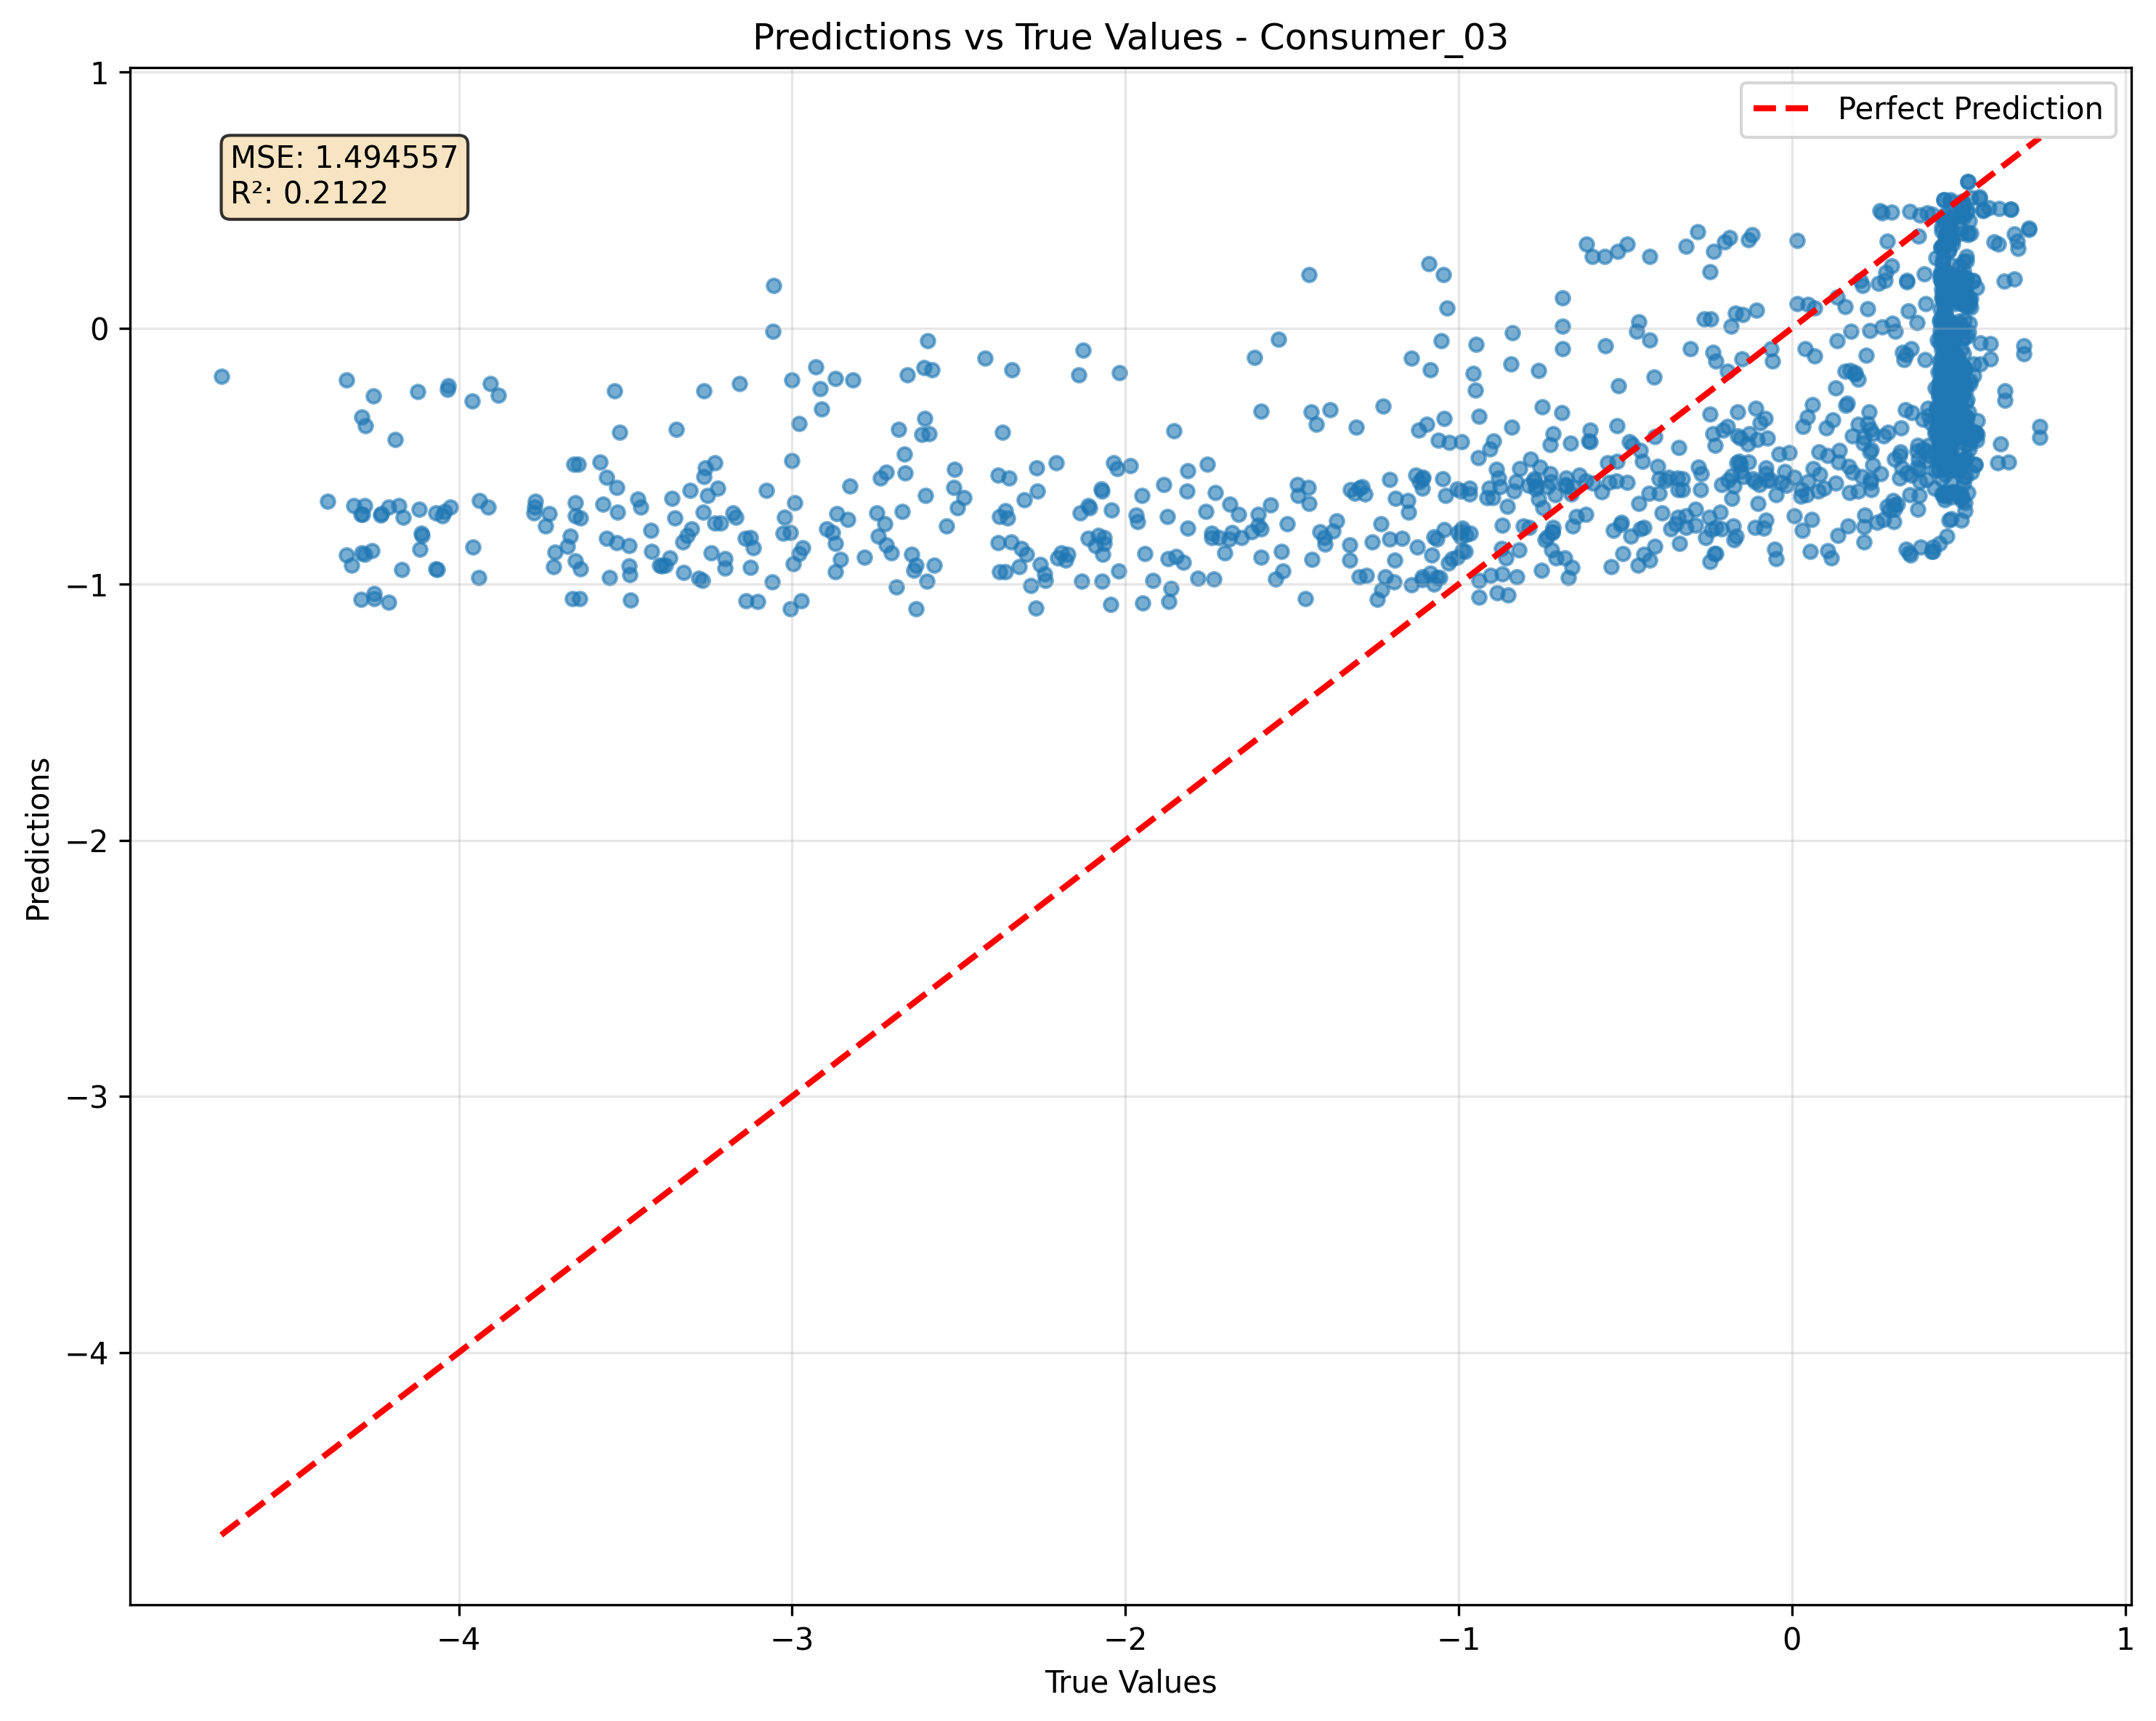 Predictions vs True Values - Consumer_03
Perfect Prediction
MSE: 1.494557
R²: 0.2122
1
0
−1
−2
−3
−4
Predictions
−4
−3
−2
−1
0
1
True Values